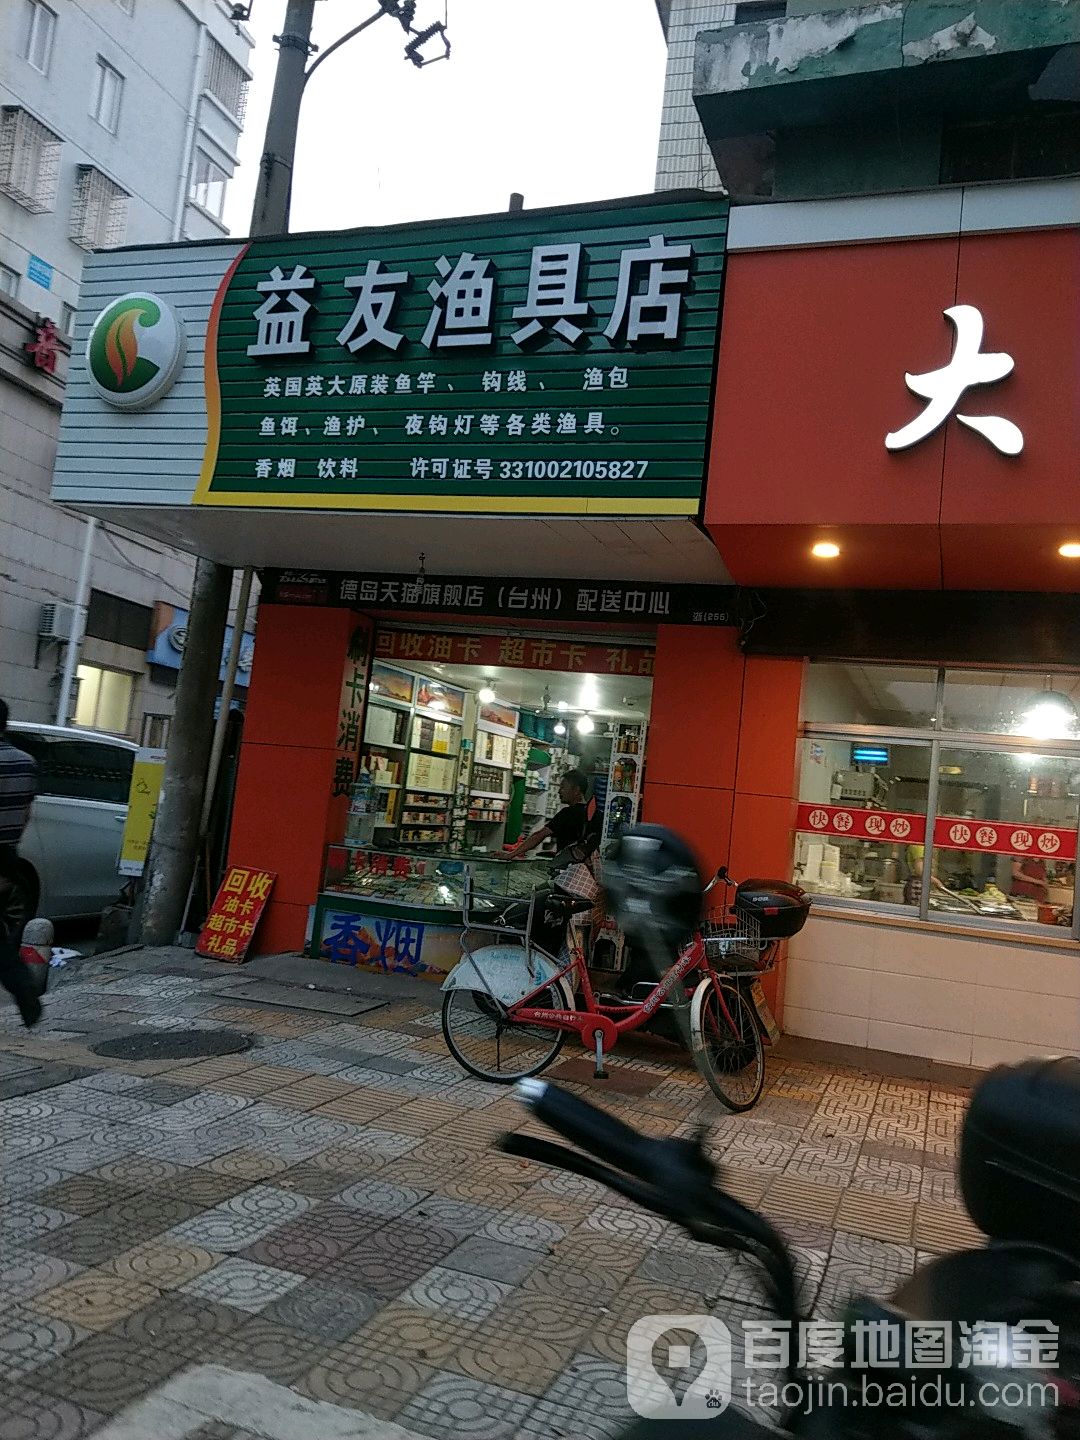 益友渔具店
英国英大原装鱼竿、钩线、渔包
鱼饵、渔护、夜钩灯等各类渔具。
香烟 饮料 许可证号331002105827
大
德岛天猫旗舰店（台州）配送中心
浙(266)
回收油卡 超市卡 礼品
刷卡消费
快餐现炒 快餐现炒
回收
油卡
超市卡
礼品
香烟
百度地图淘金
taojin.baidu.com